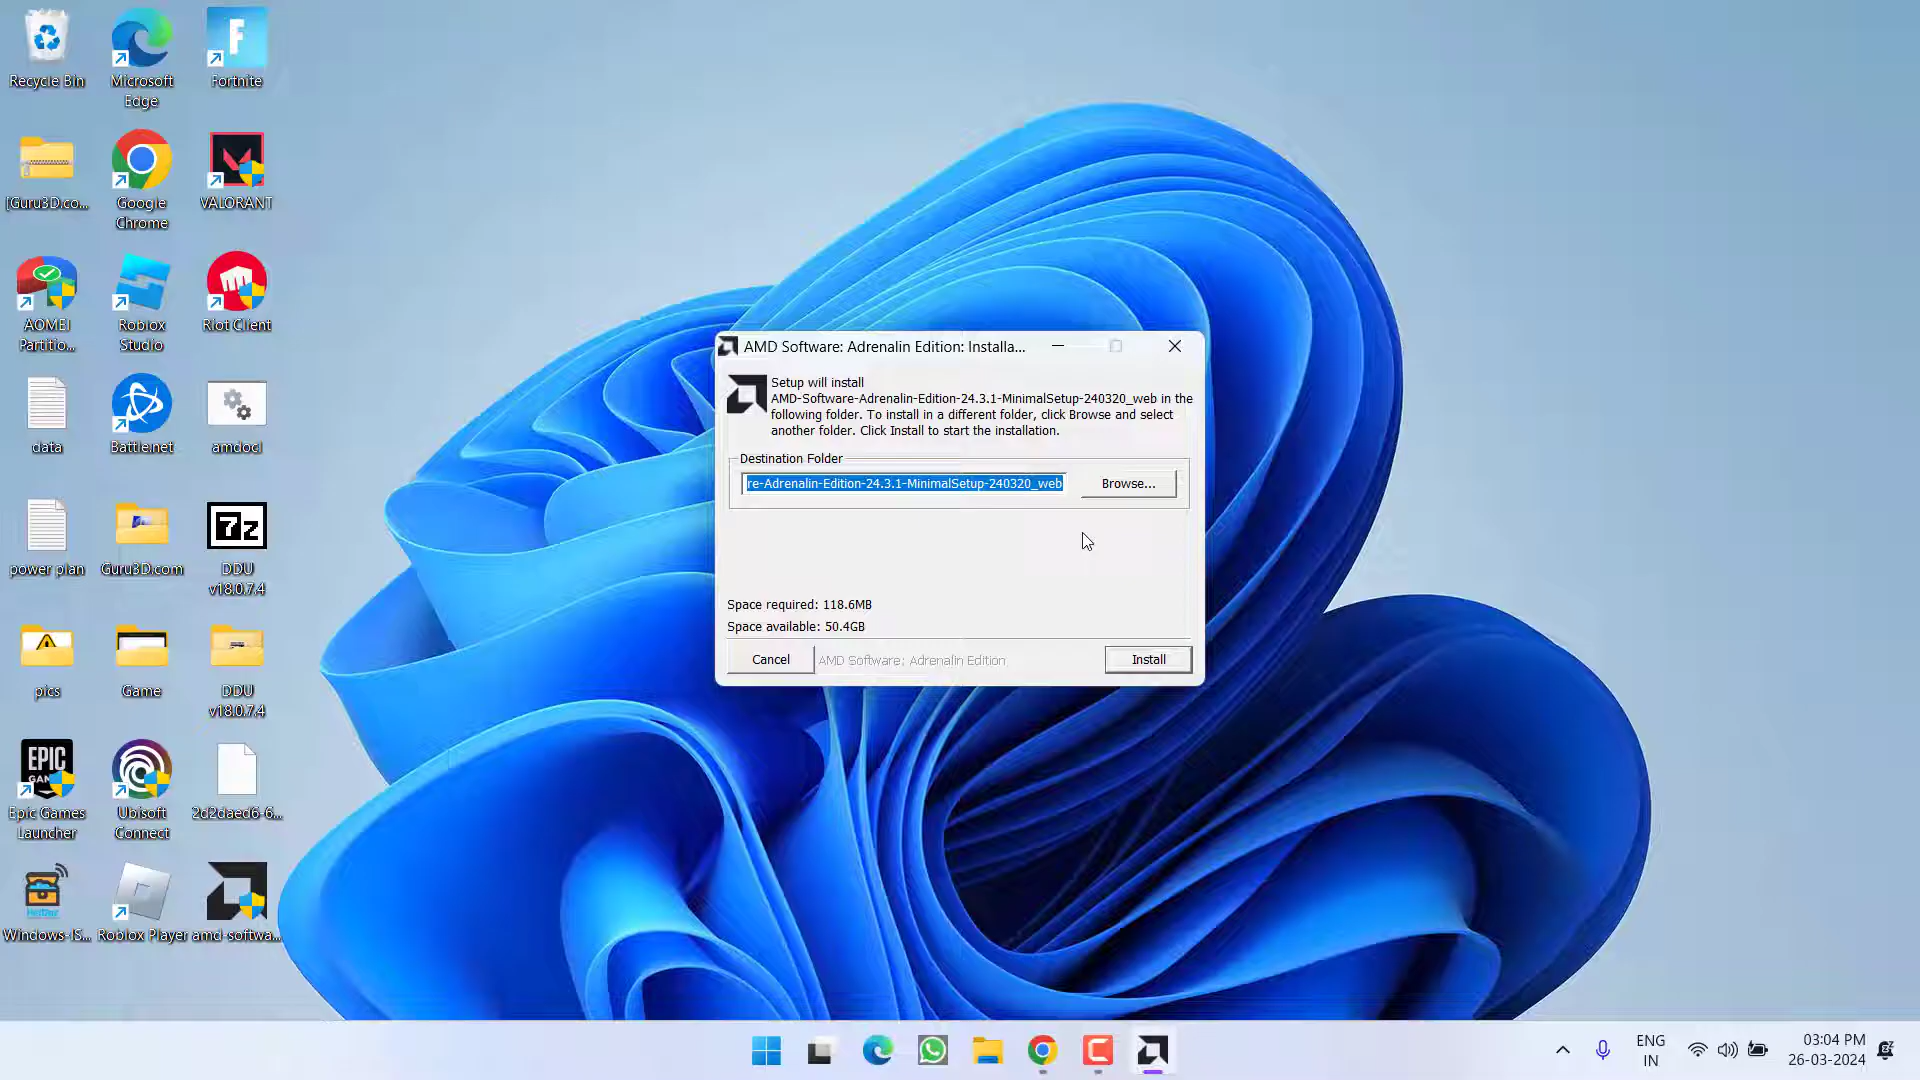 Recycle Bin
Microsoft
Edge
Fortnite
[Guru3D.co...
Google
Chrome
VALORANT
AOMEI
Partitio...
Roblox
Studio
Riot Client
data
Battle.net
amdocl
power plan
Guru3D.com
7z
DDU
v18.0.7.4
pics
Game
DDU
v18.0.7.4
EPIC
Epic Games
Launcher
Ubisoft
Connect
2d2daed6-6...
Windows-IS...
Roblox Player
amd-softwa...
AMD Software: Adrenalin Edition: Installa...
Setup will install
AMD-Software-Adrenalin-Edition-24.3.1-MinimalSetup-240320_web in the
following folder. To install in a different folder, click Browse and select
another folder. Click Install to start the installation.
Destination Folder
re-Adrenalin-Edition-24.3.1-MinimalSetup-240320_web
Browse...
Space required: 118.6MB
Space available: 50.4GB
Cancel
AMD Software: Adrenalin Edition
Install
ENG
IN
03:04 PM
26-03-2024